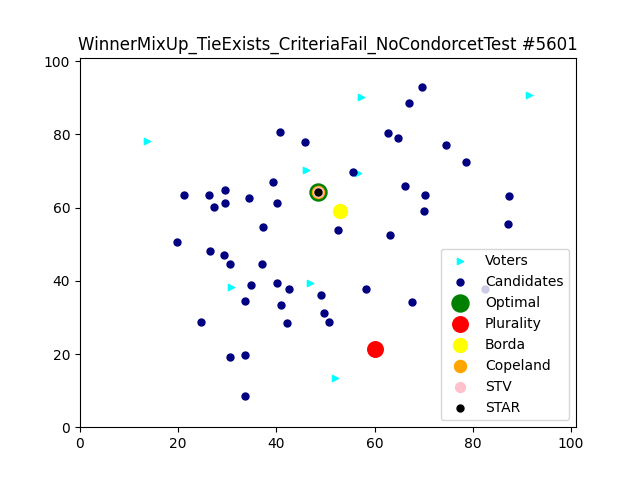 WinnerMixUp_TieExists_CriteriaFail_NoCondorcetTest #5601
100
80
60
40
20
0
0 20 40 60 80 100
Voters
Candidates
Optimal
Plurality
Borda
Copeland
STV
STAR